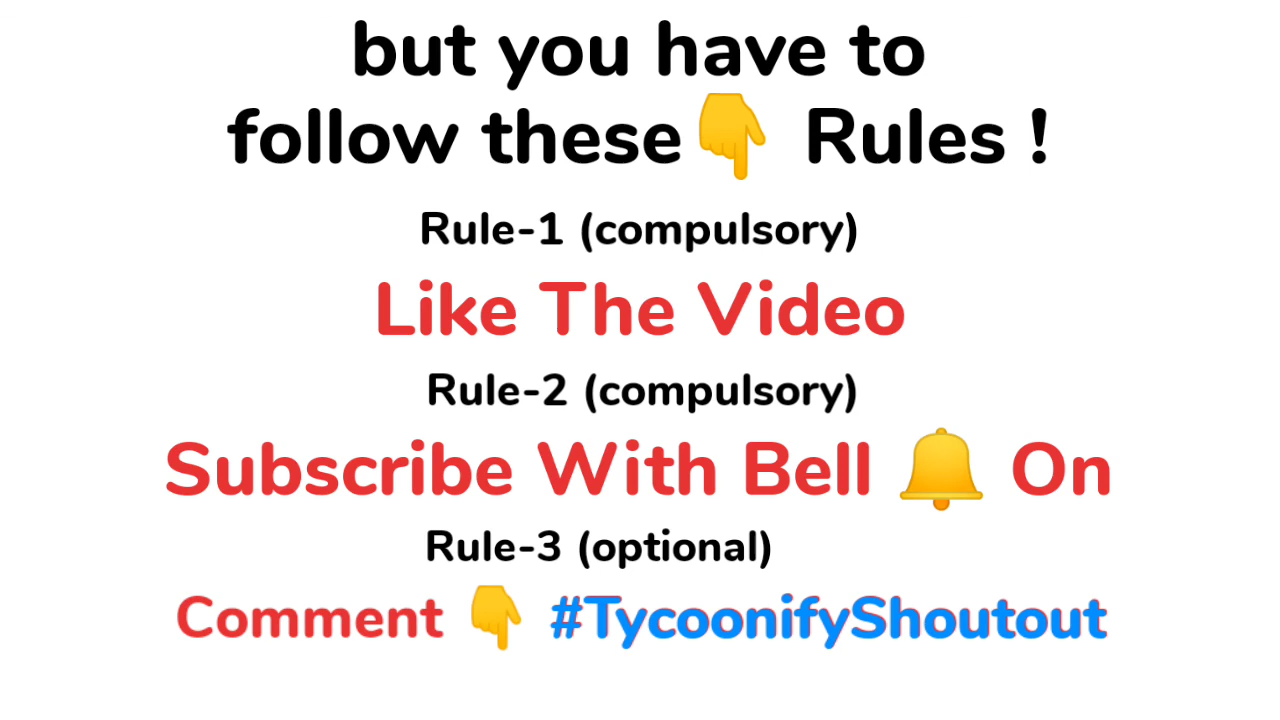 but you have to
follow these👇 Rules !
Rule-1 (compulsory)
Like The Video
Rule-2 (compulsory)
Subscribe With Bell 🔔 On
Rule-3 (optional)
Comment 👇 #TycoonifyShoutout